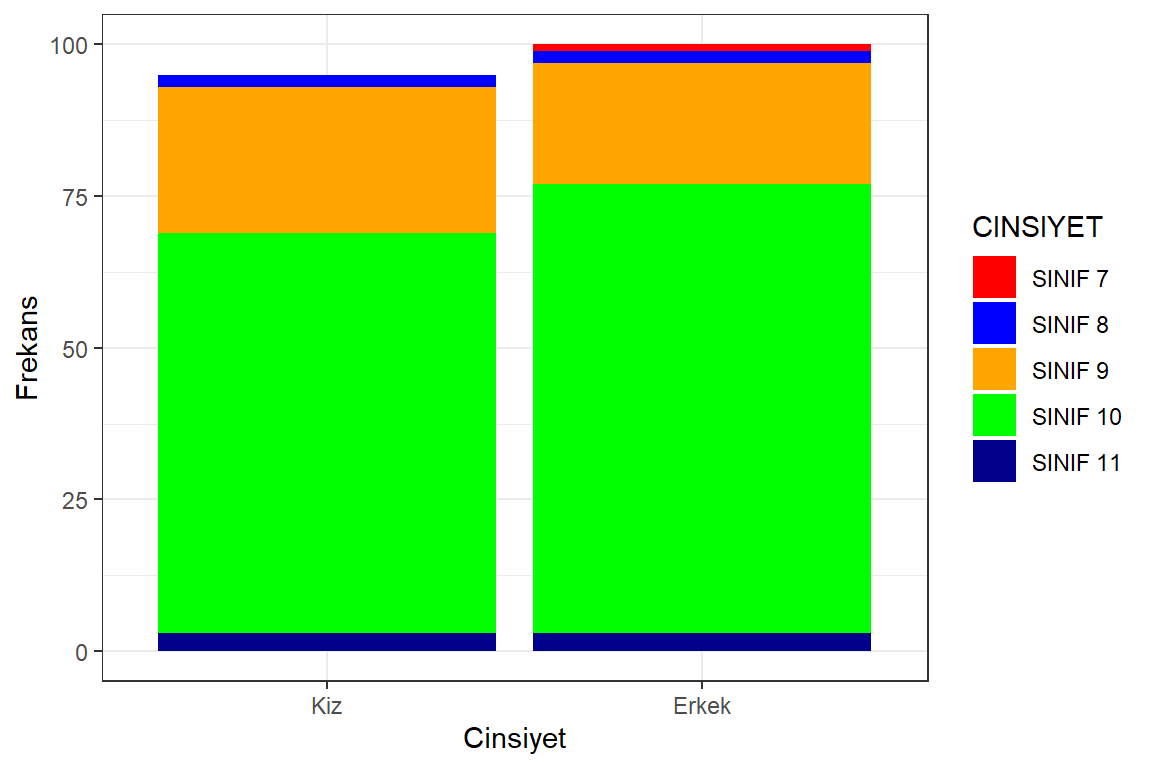 100
75
50
25
0
Frekans
Kiz
Erkek
Cinsiyet
CINSIYET
SINIF 7
SINIF 8
SINIF 9
SINIF 10
SINIF 11